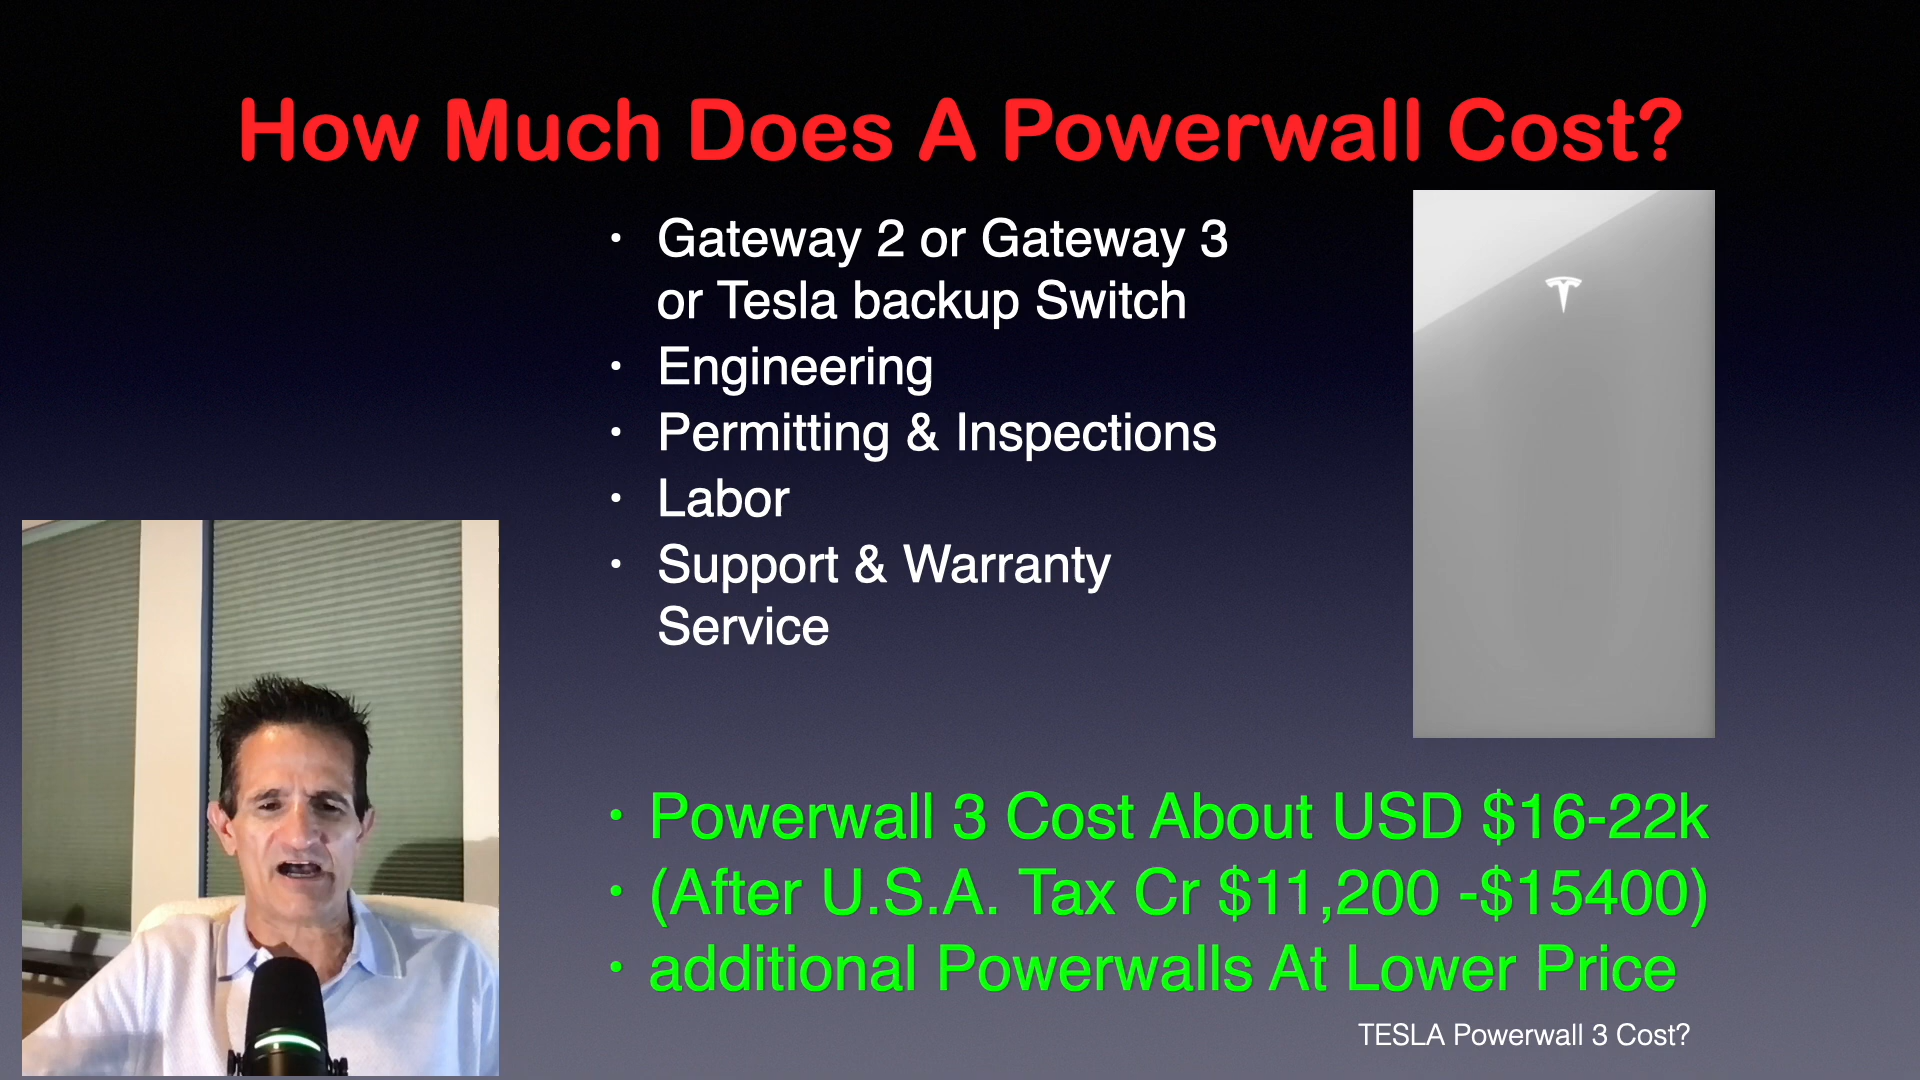 How Much Does A Powerwall Cost?
• Gateway 2 or Gateway 3
or Tesla backup Switch
• Engineering
• Permitting & Inspections
• Labor
• Support & Warranty
Service
• Powerwall 3 Cost About USD $16-22k
• (After U.S.A. Tax Cr $11,200 -$15400)
• additional Powerwalls At Lower Price
TESLA Powerwall 3 Cost?